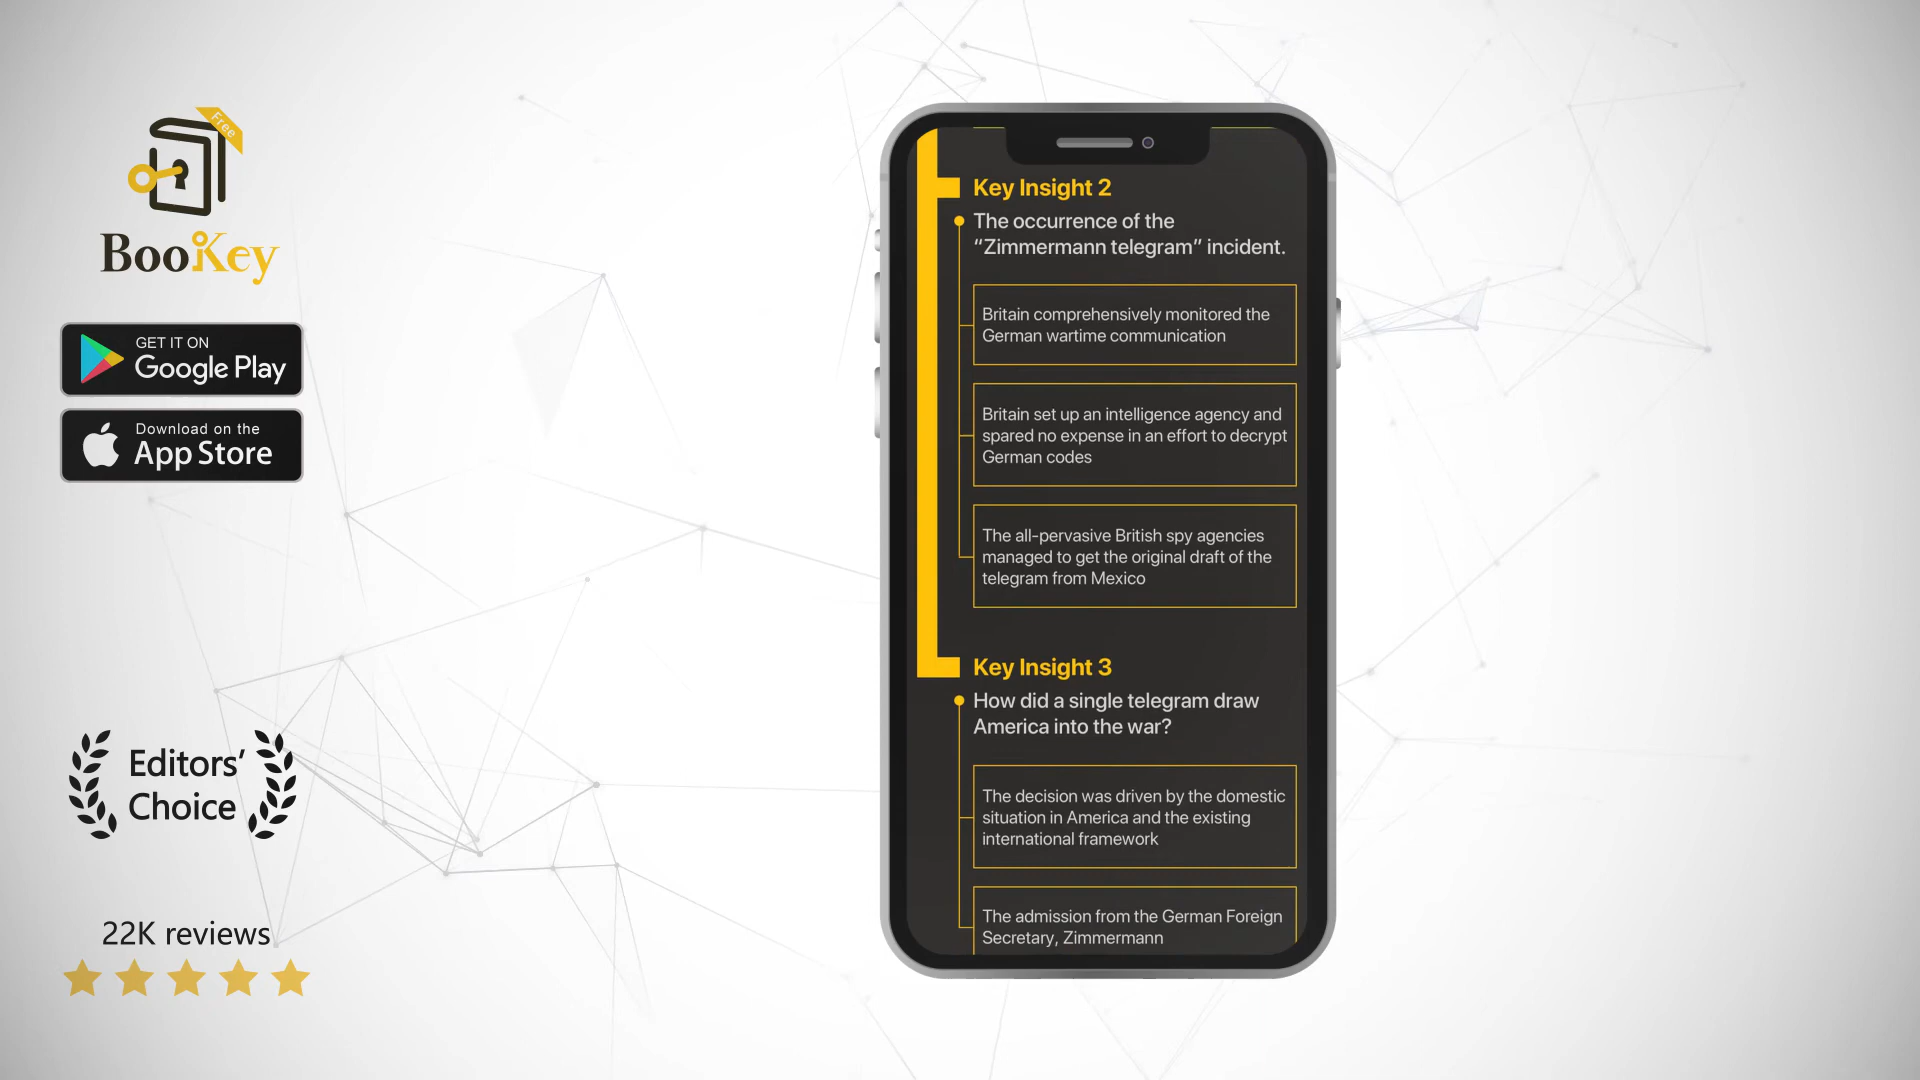 Free
BooKey
GET IT ON
Google Play
Download on the
App Store
Editors’
Choice
22K reviews
Key Insight 2
The occurrence of the
“Zimmermann telegram” incident.
Britain comprehensively monitored the
German wartime communication
Britain set up an intelligence agency and
spared no expense in an effort to decrypt
German codes
The all-pervasive British spy agencies
managed to get the original draft of the
telegram from Mexico
Key Insight 3
How did a single telegram draw
America into the war?
The decision was driven by the domestic
situation in America and the existing
international framework
The admission from the German Foreign
Secretary, Zimmermann